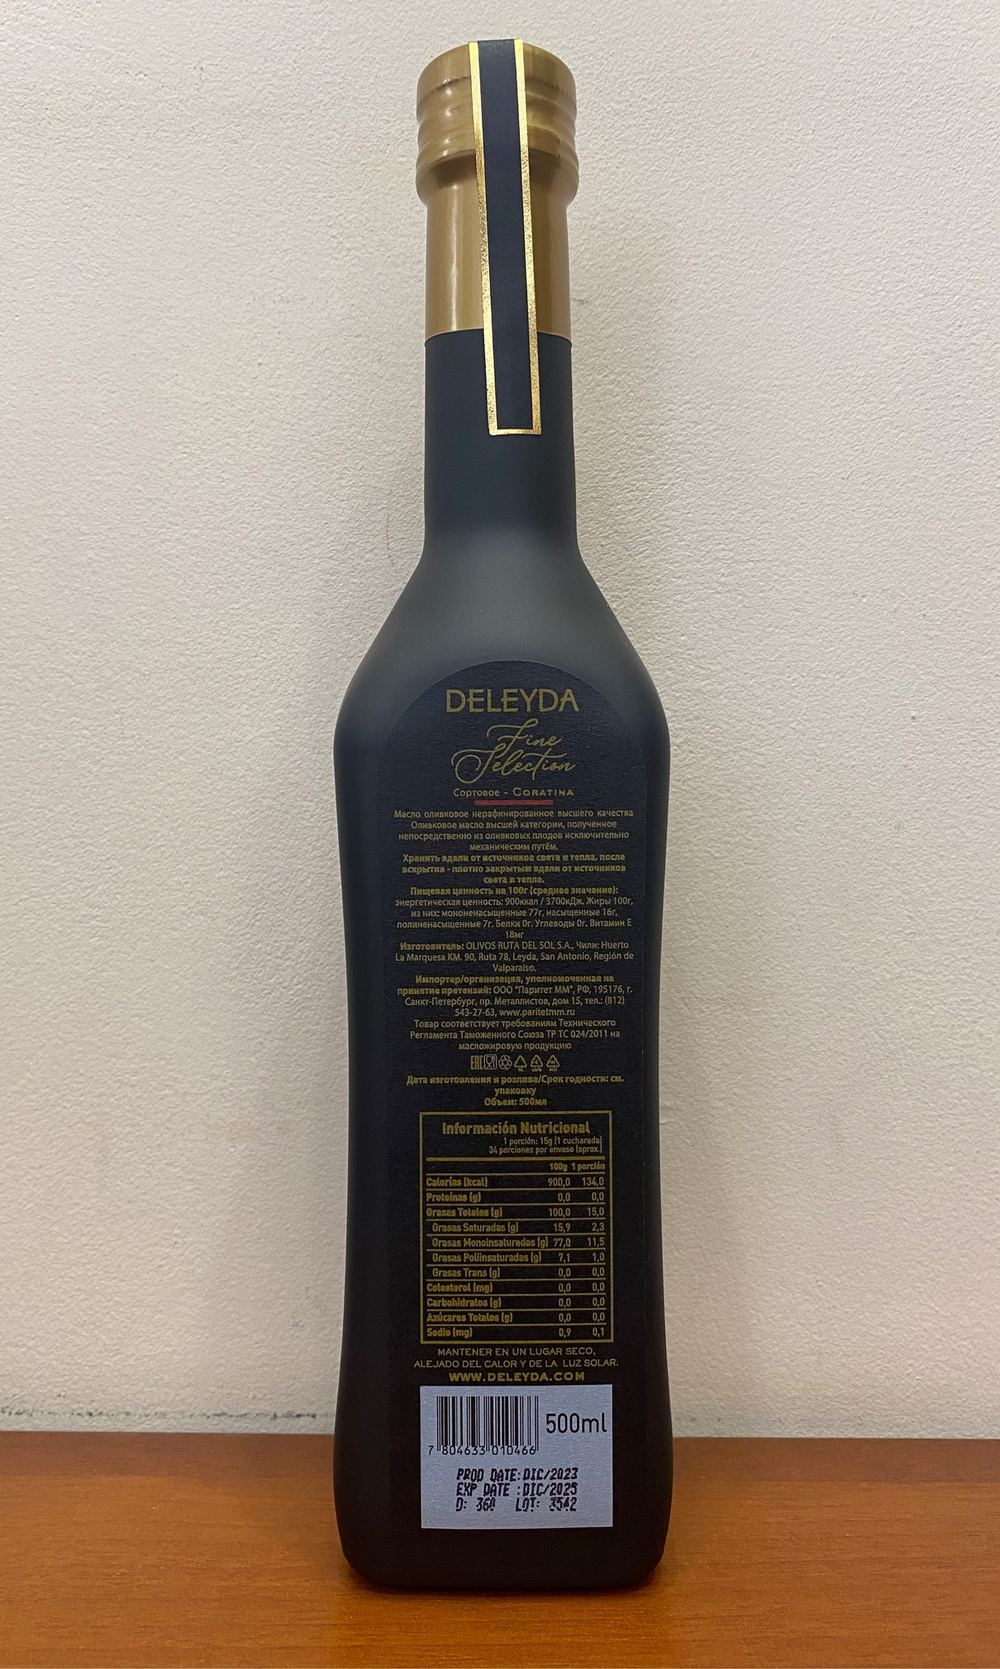 DELEYDA
Fine
Selection
Сортовое - CORATINA
Масло оливковое нерафинированное высшего качества
Оливковое масло высшей категории, полученное
непосредственно из оливковых плодов исключительно
механическим путём.
Хранить вдали от источников света и тепла, после
вскрытия - плотно закрытым вдали от источников
света и тепла.
Пищевая ценность на 100г (среднее значение):
энергетическая ценность: 900ккал / 3700кДж. Жиры 100г,
из них: мононенасыщенные 77г, насыщенные 16г,
полиненасыщенные 7г. Белки 0г. Углеводы 0г. Витамин Е
18мг
Изготовитель: OLIVOS RUTA DEL SOL S.A., Чили: Huerto
La Marquesa KM. 90, Ruta 78, Leyda, San Antonio, Región de
Valparaíso.
Импортер/организация, уполномоченная на
принятие претензий: ООО "Паритет ММ", РФ, 195176, г.
Санкт-Петербург, пр. Металлистов, дом 15, тел.: (812)
543-27-63, www.paritetmm.ru
Товар соответствует требованиям Технического
Регламента Таможенного Союза ТР ТС 024/2011 на
масложировую продукцию
EAC
Дата изготовления и розлива/Срок годности: см.
упаковку
Объем: 500мл
Información Nutricional
1 porción: 15g (1 cucharada)
34 porciones por envase (aprox.)
100g 1 porción
Calorías (kcal) 900,0 134,0
Proteínas (g) 0,0 0,0
Grasas Totales (g) 100,0 15,0
Grasas Saturadas (g) 15,9 2,3
Grasas Monoinsaturadas (g) 77,0 11,5
Grasas Poliinsaturadas (g) 7,1 1,0
Grasas Trans (g) 0,0 0,0
Colesterol (mg) 0,0 0,0
Carbohidratos (g) 0,0 0,0
Azúcares Totales (g) 0,0 0,0
Sodio (mg) 0,9 0,1
MANTENER EN UN LUGAR SECO,
ALEJADO DEL CALOR Y DE LA LUZ SOLAR.
WWW.DELEYDA.COM
500ml
7 804633 010466
PROD DATE:DIC/2023
EXP DATE :DIC/2025
D: 360 LOT: 3542